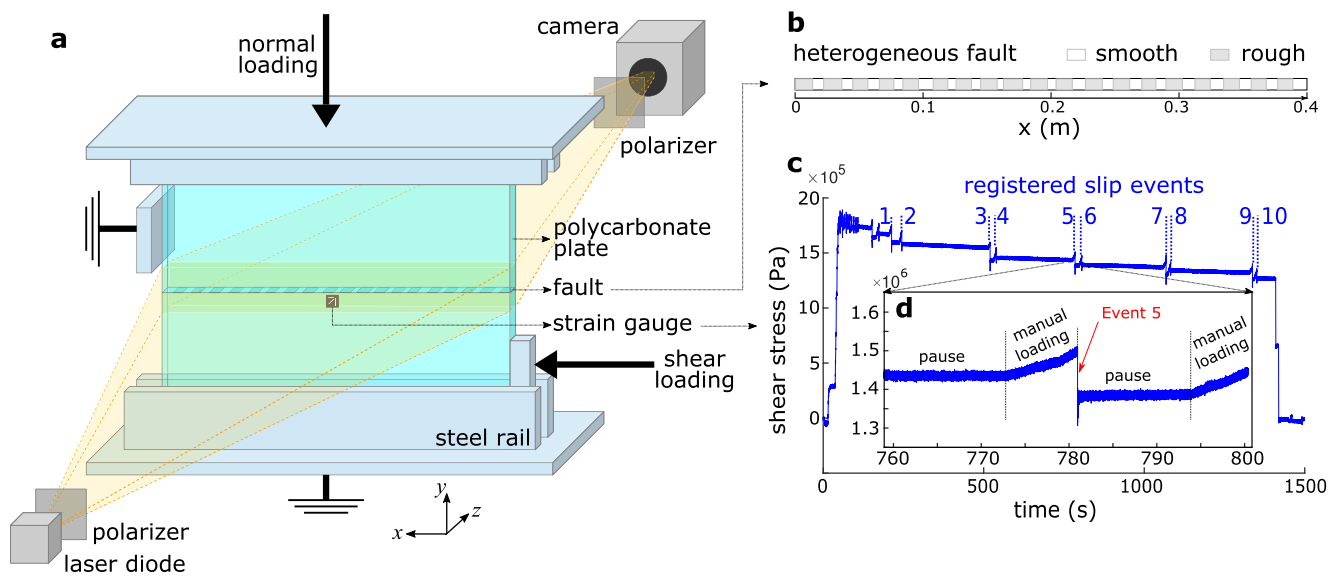 a
normal
loading
camera
polarizer
polycarbonate
plate
fault
strain gauge
shear
loading
steel rail
polarizer
laser diode
x
y
z
b
heterogeneous fault
smooth
rough
0
0.1
0.2
0.3
0.4
x (m)
c
×10⁵
registered slip events
1 2 3 4 5 6 7 8 9 10
20
15
10
5
0
shear stress (Pa)
×10⁶
d
1.6
1.5
1.4
1.3
pause
manual
loading
Event 5
pause
manual
loading
760 770 780 790 800
0 500 1000 1500
time (s)